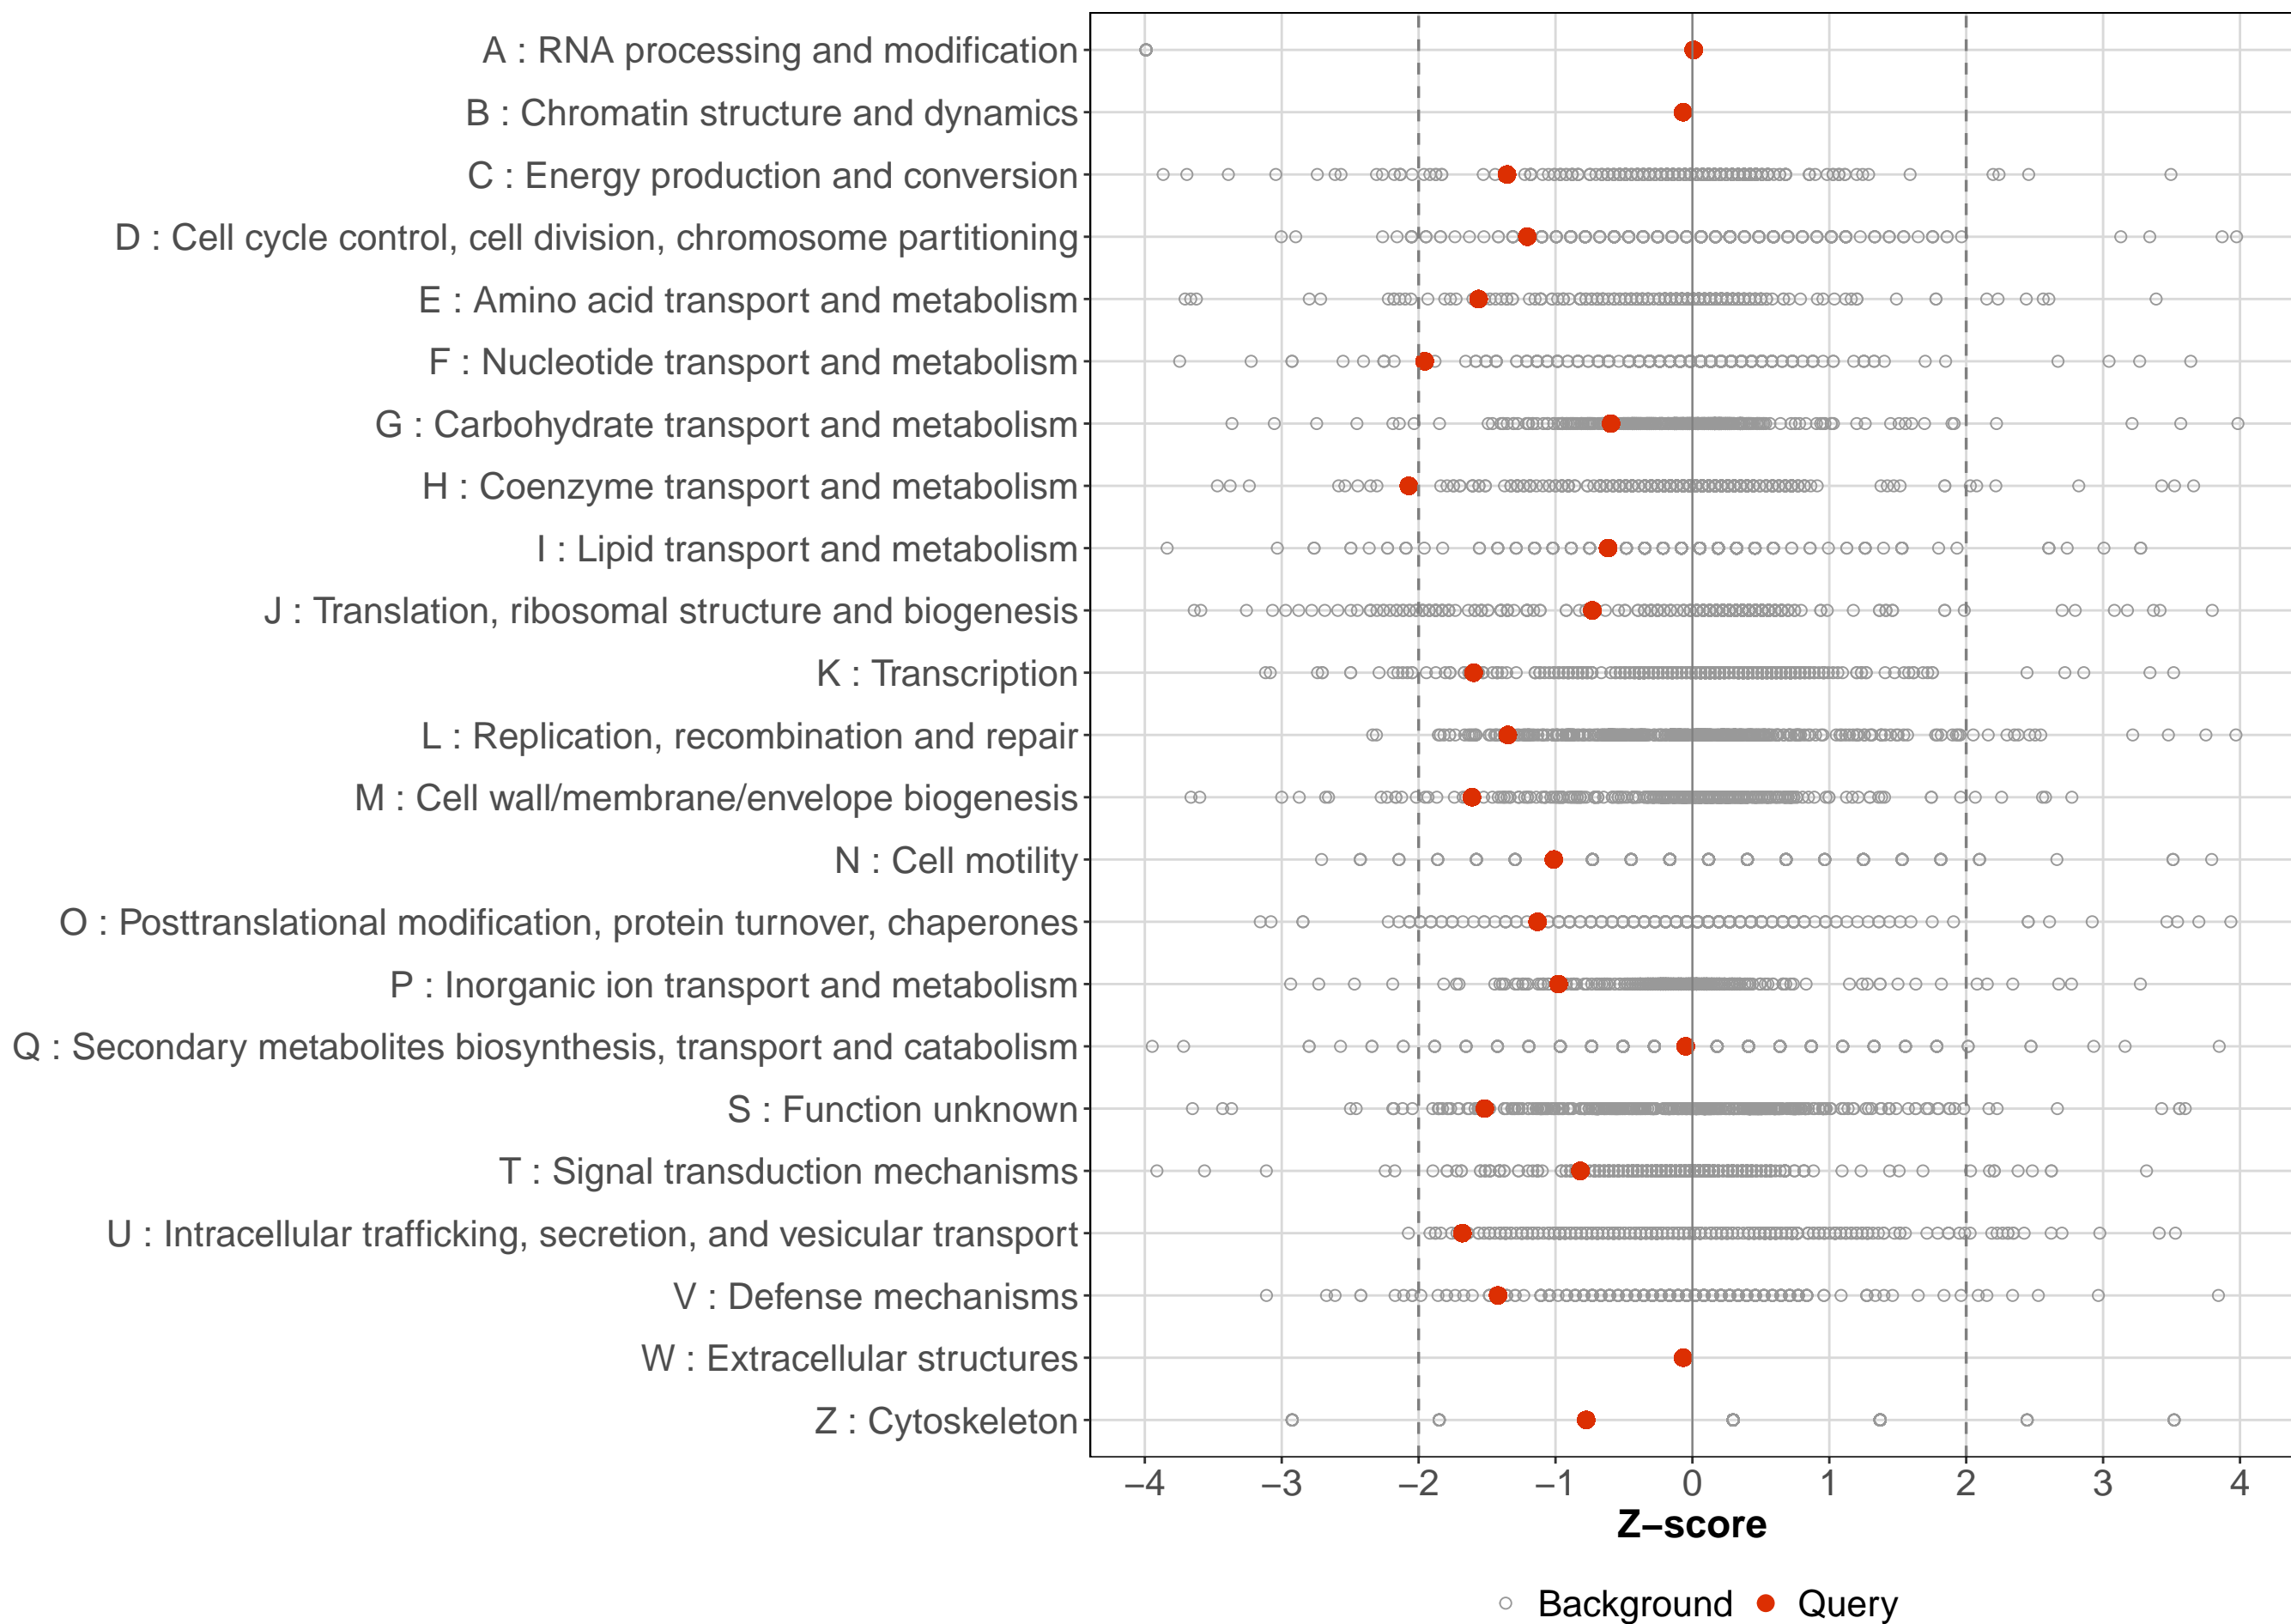 A : RNA processing and modification
B : Chromatin structure and dynamics
C : Energy production and conversion
D : Cell cycle control, cell division, chromosome partitioning
E : Amino acid transport and metabolism
F : Nucleotide transport and metabolism
G : Carbohydrate transport and metabolism
H : Coenzyme transport and metabolism
I : Lipid transport and metabolism
J : Translation, ribosomal structure and biogenesis
K : Transcription
L : Replication, recombination and repair
M : Cell wall/membrane/envelope biogenesis
N : Cell motility
O : Posttranslational modification, protein turnover, chaperones
P : Inorganic ion transport and metabolism
Q : Secondary metabolites biosynthesis, transport and catabolism
S : Function unknown
T : Signal transduction mechanisms
U : Intracellular trafficking, secretion, and vesicular transport
V : Defense mechanisms
W : Extracellular structures
Z : Cytoskeleton
−4 −3 −2 −1 0 1 2 3 4
Z−score
Background Query